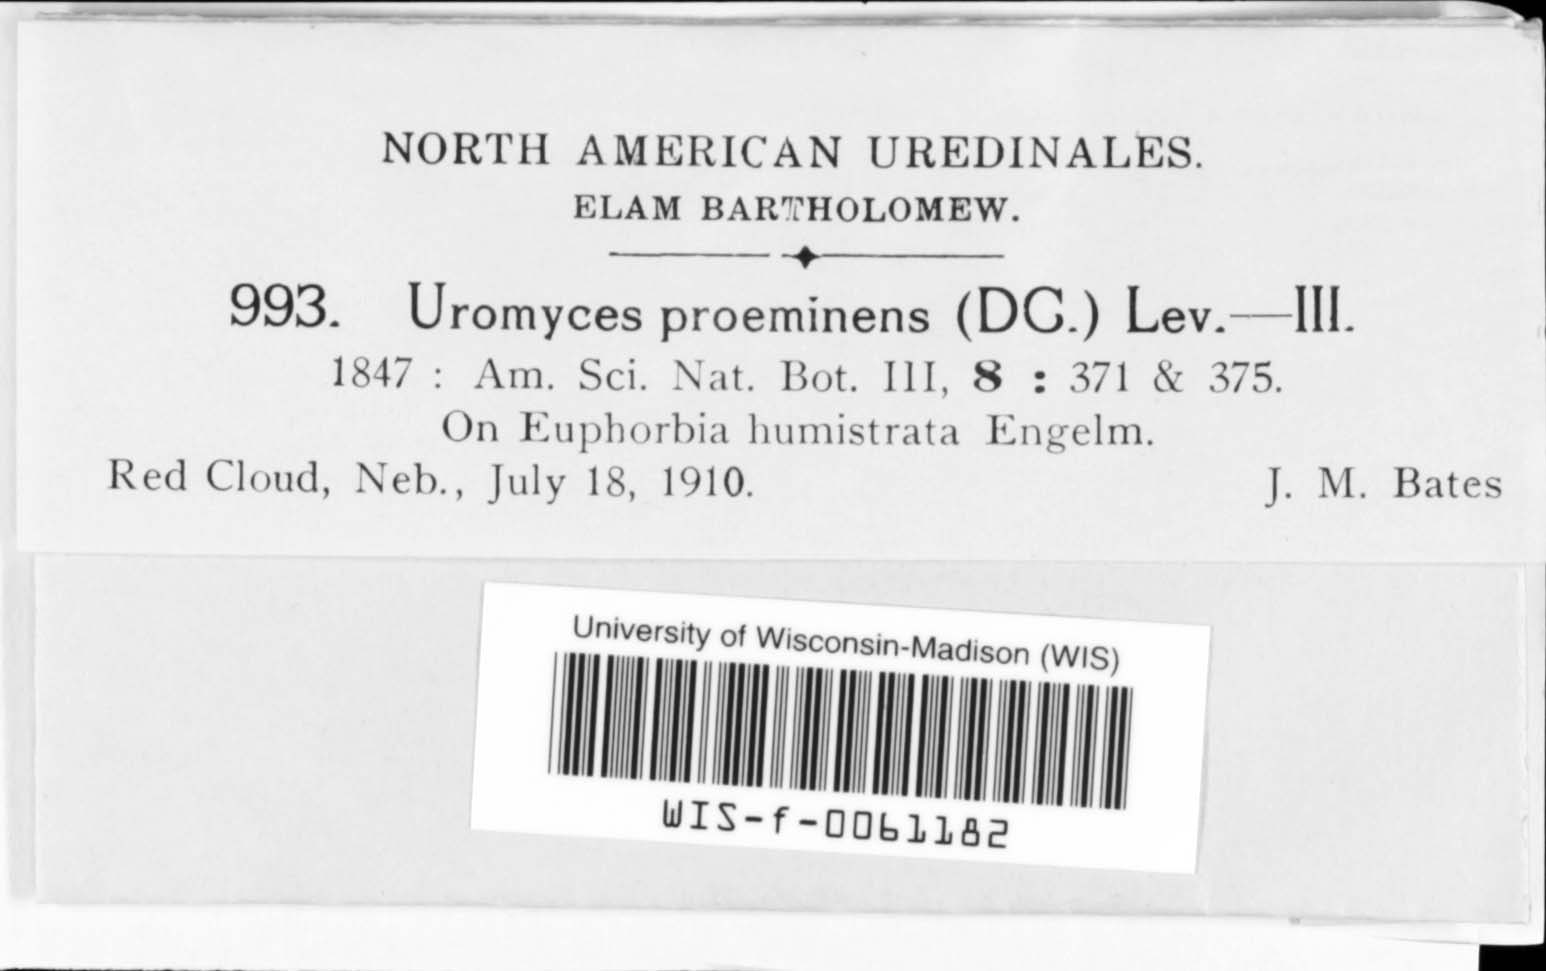 NORTH AMERICAN UREDINALES.
ELAM BARTHOLOMEW.
993. Uromyces proeminens (DC.) Lev.—III.
1847 : Am. Sci. Nat. Bot. III, 8 : 371 & 375.
On Euphorbia humistrata Engelm.
Red Cloud, Neb., July 18, 1910. J. M. Bates
University of Wisconsin-Madison (WIS)
WIS-f-0061182